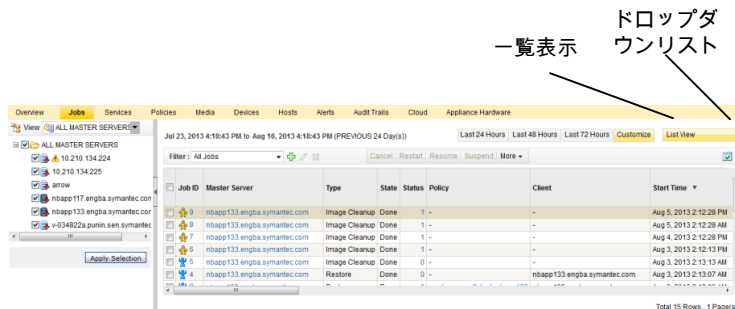 ドロップダ
ウンリスト
一覧表示
Overview Jobs Services Policies Media Devices Hosts Alerts Audit Trails Cloud Appliance Hardware
View ALL MASTER SERVERS
Jul 23, 2013 4:18:43 PM to Aug 16, 2013 4:18:43 PM (PREVIOUS 24 Day(s))
Last 24 Hours Last 48 Hours Last 72 Hours Customize List View
ALL MASTER SERVERS
10.210.134.224
10.210.134.225
arrow
nbapp117.engba.symantec.con
nbapp133.engba.symantec.cor
v-034822a.punin.sen.symantec
Apply Selection
Filter: All Jobs Cancel Restart Resume Suspend More
Job ID Master Server Type State Status Policy Client Start Time
9 nbapp133.engba.symantec.com Image Cleanup Done 1 - - Aug 5, 2013 2:12:28 PM
8 nbapp133.engba.symantec.com Image Cleanup Done 1 - - Aug 5, 2013 2:12:28 AM
7 nbapp133.engba.symantec.com Image Cleanup Done 1 - - Aug 4, 2013 2:12:28 PM
6 nbapp133.engba.symantec.com Image Cleanup Done 1 - - Aug 3, 2013 2:12:13 PM
5 nbapp133.engba.symantec.com Image Cleanup Done 0 - - Aug 3, 2013 2:13:13 AM
4 nbapp133.engba.symantec.com Restore Done 0 - nbapp133.engba.symantec.com Aug 3, 2013 2:13:07 AM
Total 15 Rows 1 Page(s